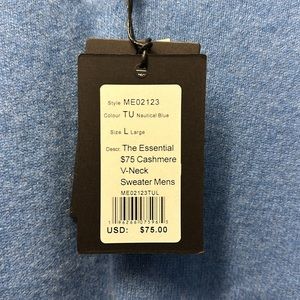 Style ME02123
Colour TU Nautical Blue
Size L Large
Descr. The Essential
$75 Cashmere
V-Neck
Sweater Mens
ME02123TUL
USD: $75.00